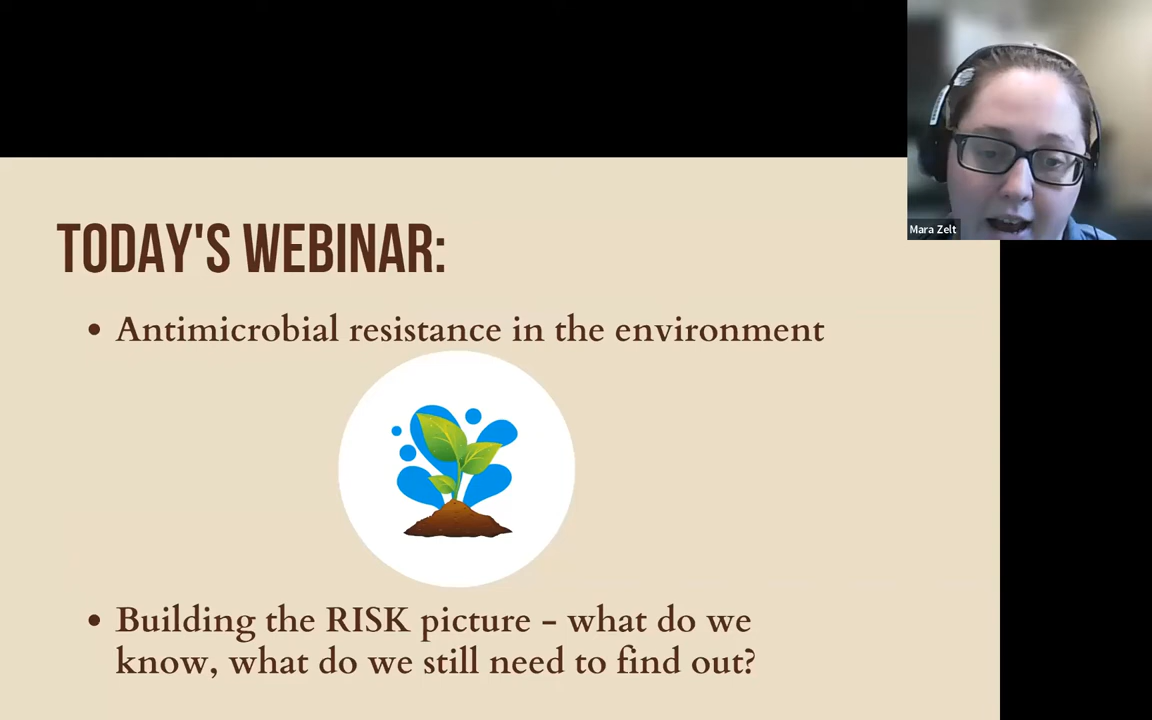 Mara Zelt
TODAY'S WEBINAR:
• Antimicrobial resistance in the environment
• Building the RISK picture - what do we
know, what do we still need to find out?